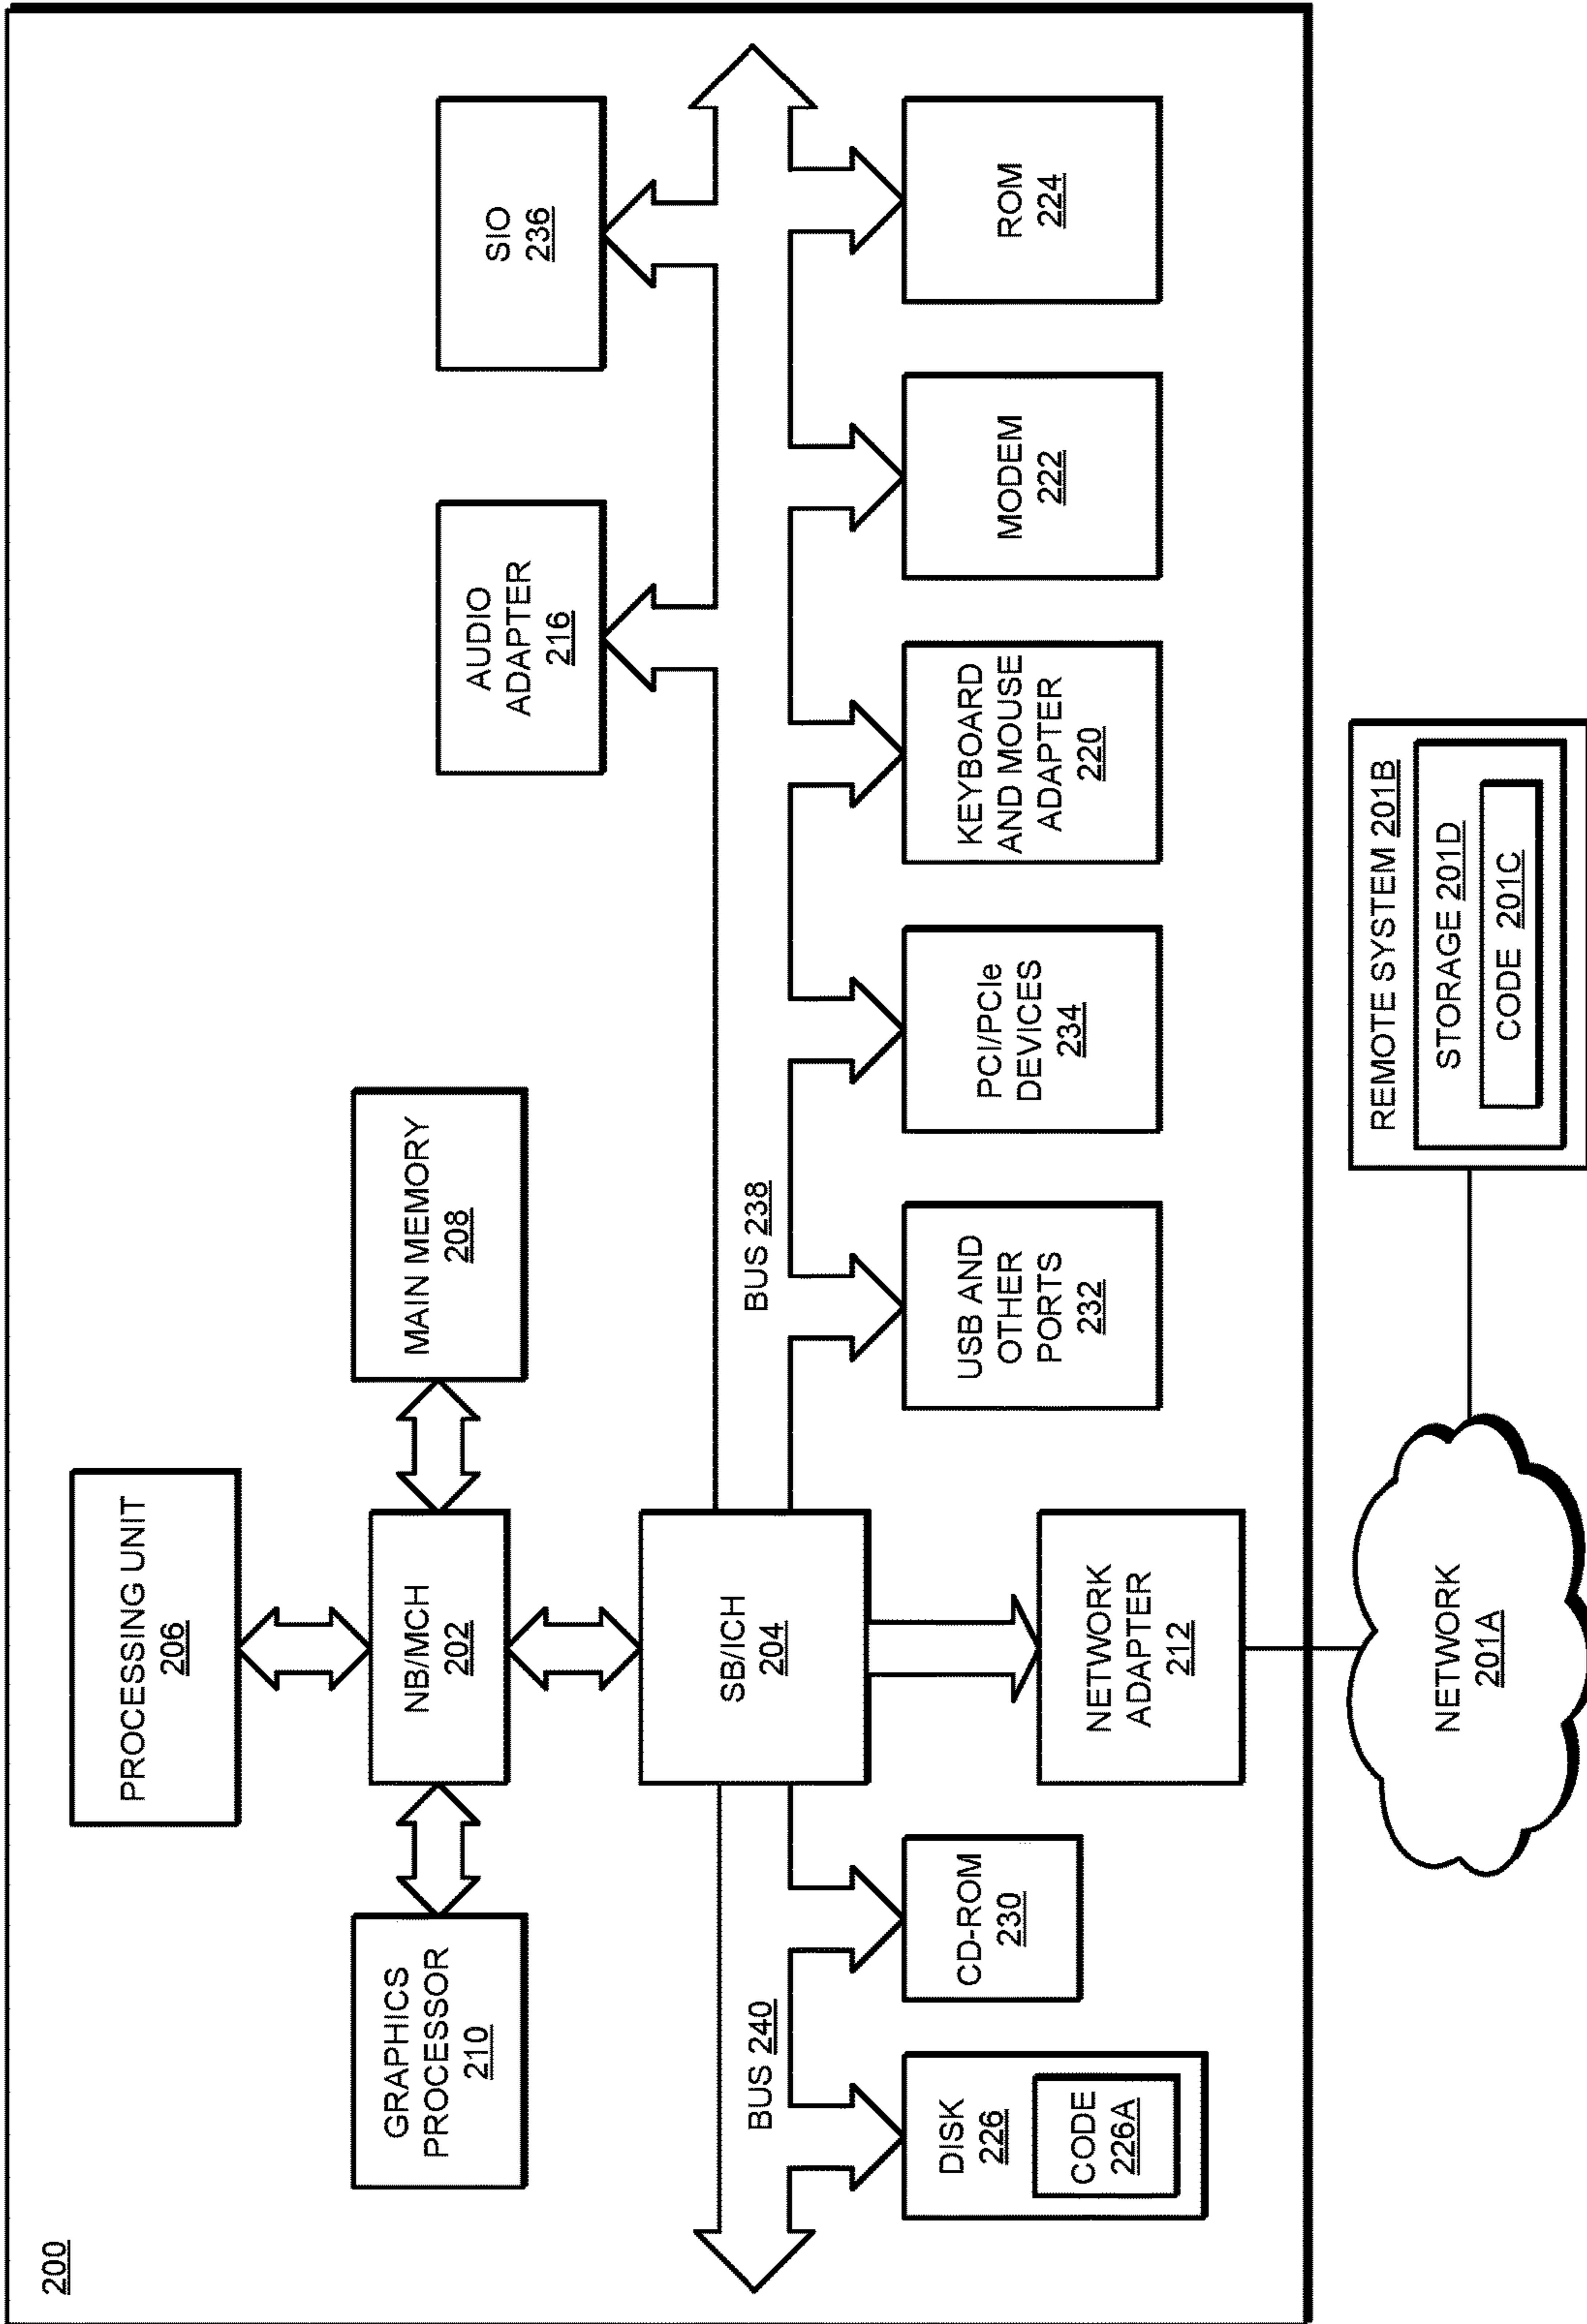 200
PROCESSING UNIT
206
GRAPHICS
PROCESSOR
210
NB/MCH
202
MAIN MEMORY
208
AUDIO
ADAPTER
216
SIO
236
SB/ICH
204
BUS 240
BUS 238
DISK
226
CODE
226A
CD-ROM
230
NETWORK
ADAPTER
212
USB AND
OTHER
PORTS
232
PCI/PCIe
DEVICES
234
KEYBOARD
AND MOUSE
ADAPTER
220
MODEM
222
ROM
224
NETWORK
201A
REMOTE SYSTEM 201B
STORAGE 201D
CODE 201C